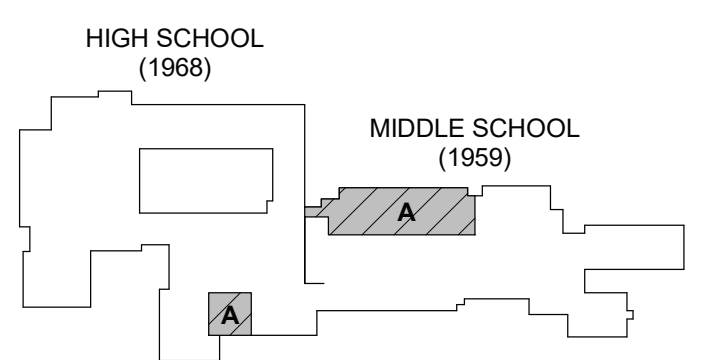 HIGH SCHOOL
(1968)
MIDDLE SCHOOL
(1959)
A
A